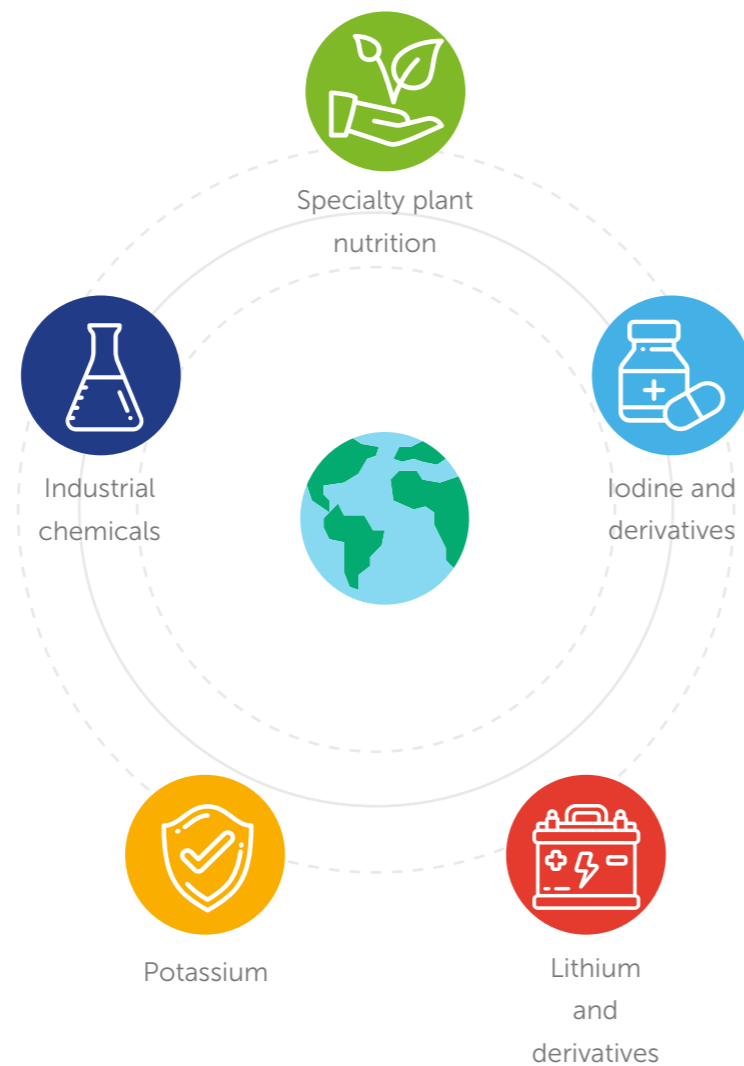 Specialty plant
nutrition
Industrial
chemicals
Iodine and
derivatives
Potassium
Lithium
and
derivatives